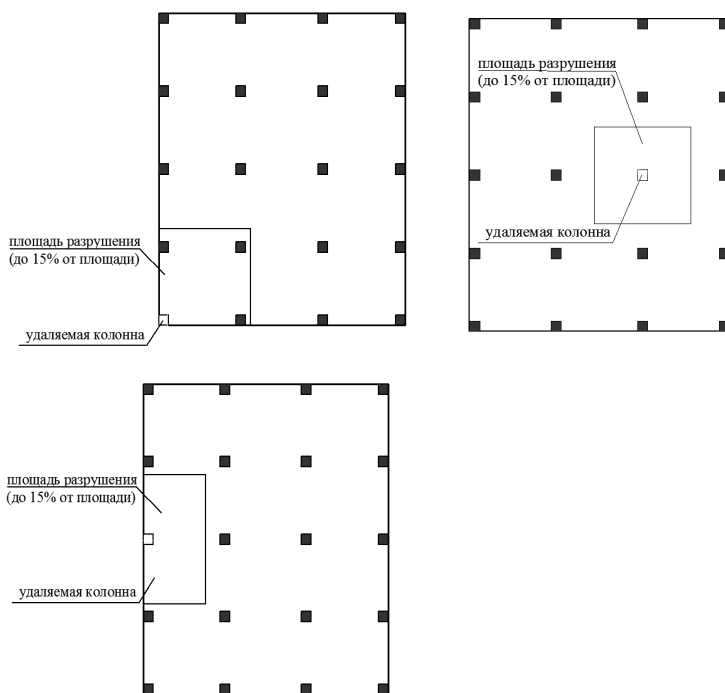 площадь разрушения
(до 15% от площади)
удаляемая колонна
площадь разрушения
(до 15% от площади)
удаляемая колонна
площадь разрушения
(до 15% от площади)
удаляемая колонна